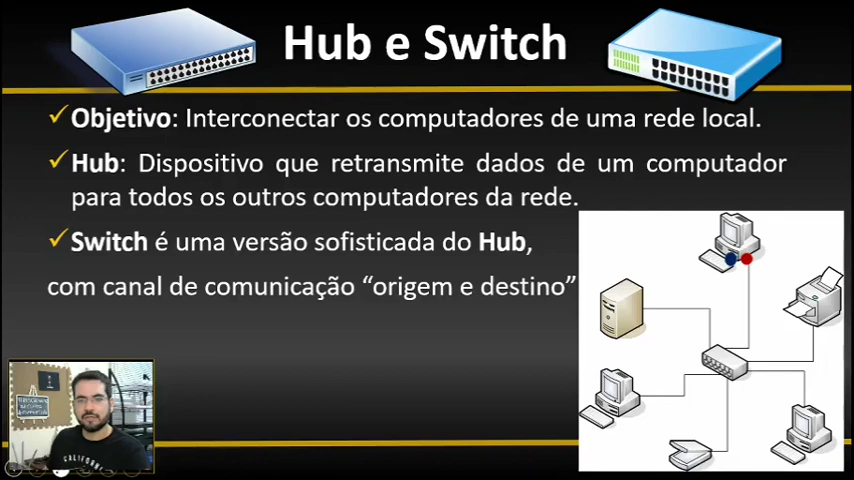 Hub e Switch
Objetivo: Interconectar os computadores de uma rede local.
Hub: Dispositivo que retransmite dados de um computador
para todos os outros computadores da rede.
Switch é uma versão sofisticada do Hub,
com canal de comunicação “origem e destino”
CALIFORNIA